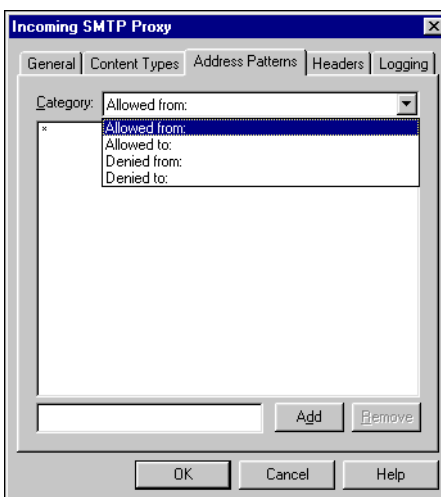 Incoming SMTP Proxy
General Content Types Address Patterns Headers Logging
Category: Allowed from:
*
Allowed from:
Allowed to:
Denied from:
Denied to:
Add Remove
OK Cancel Help